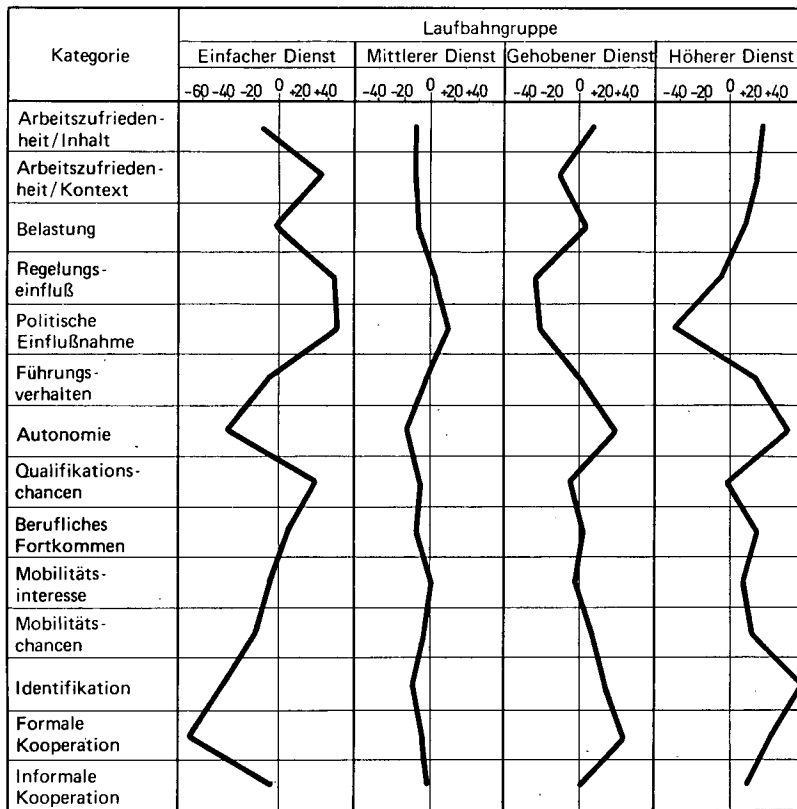 Kategorie
Laufbahngruppe
Einfacher Dienst
Mittlerer Dienst
Gehobener Dienst
Höherer Dienst
-60 -40 -20 0 +20 +40
-40 -20 0 +20 +40
-40 -20 0 +20 +40
-40 -20 0 +20 +40
Arbeitszufrieden-
heit/Inhalt
Arbeitszufrieden-
heit/Kontext
Belastung
Regelungs-
einfluß
Politische
Einflußnahme
Führungs-
verhalten
Autonomie
Qualifikations-
chancen
Berufliches
Fortkommen
Mobilitäts-
interesse
Mobilitäts-
chancen
Identifikation
Formale
Kooperation
Informale
Kooperation